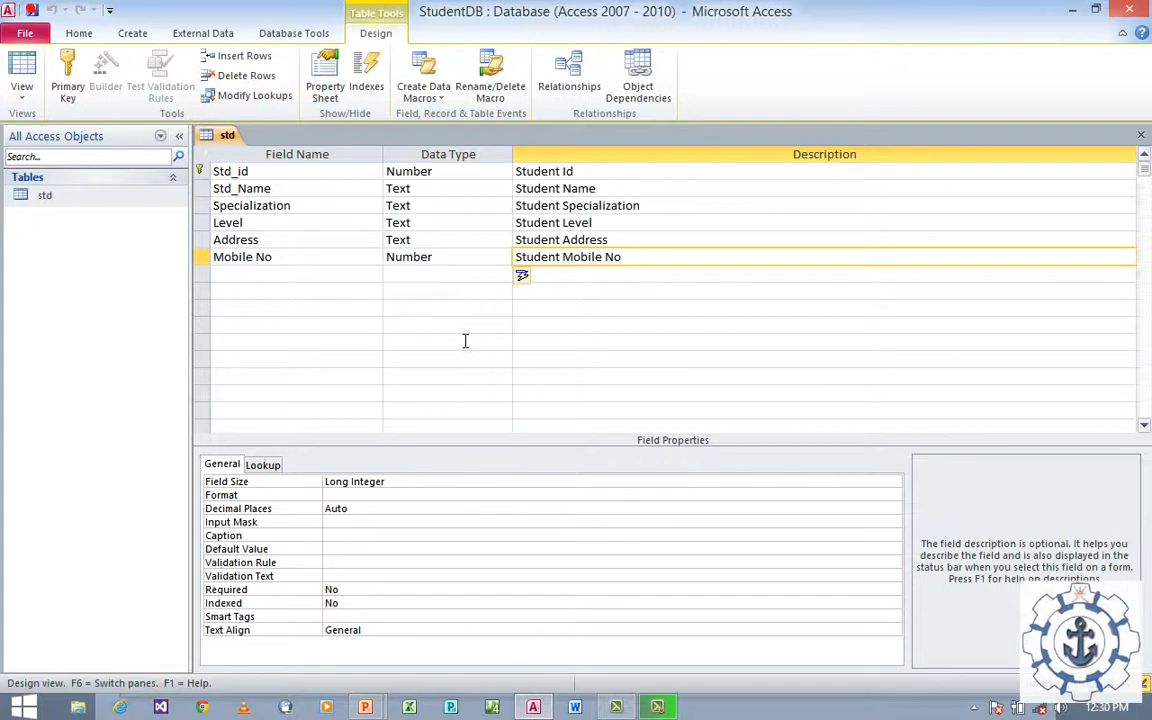 StudentDB : Database (Access 2007 - 2010) - Microsoft Access
Table Tools
File Home Create External Data Database Tools Design
View
Views
Primary Key
Builder
Test Validation Rules
Insert Rows
Delete Rows
Modify Lookups
Tools
Property Sheet
Indexes
Show/Hide
Create Data Macros
Rename/Delete Macro
Field, Record & Table Events
Relationships
Object Dependencies
Relationships
All Access Objects
Search...
Tables
std
std
Field Name Data Type Description
Std_id Number Student Id
Std_Name Text Student Name
Specialization Text Student Specialization
Level Text Student Level
Address Text Student Address
Mobile No Number Student Mobile No
Field Properties
General Lookup
Field Size Long Integer
Format
Decimal Places Auto
Input Mask
Caption
Default Value
Validation Rule
Validation Text
Required No
Indexed No
Smart Tags
Text Align General
The field description is optional. It helps you
describe the field and is also displayed in the
status bar when you select this field on a form.
Press F1 for help on descriptions.
Design view. F6 = Switch panes. F1 = Help.
12:30 PM